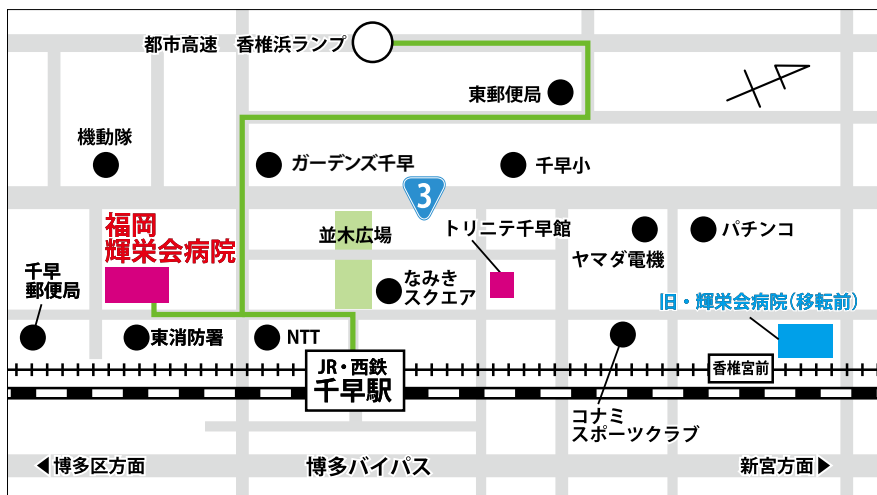 都市高速　香椎浜ランプ
東郵便局
機動隊
ガーデンズ千早
千早小
3
福岡
輝栄会病院
並木広場
トリニテ千早館
パチンコ
ヤマダ電機
千早
郵便局
なみき
スクエア
旧・輝栄会病院(移転前)
東消防署
NTT
JR・西鉄
千早駅
香椎宮前
コナミ
スポーツクラブ
◀博多区方面
博多バイパス
新宮方面▶